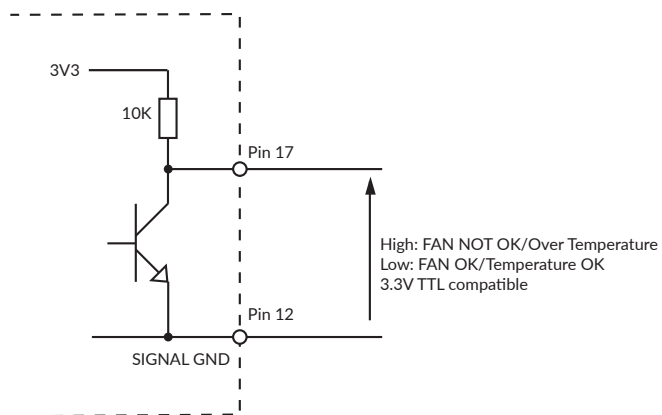 3V3
10K
Pin 17
High: FAN NOT OK/Over Temperature
Low: FAN OK/Temperature OK
3.3V TTL compatible
Pin 12
SIGNAL GND